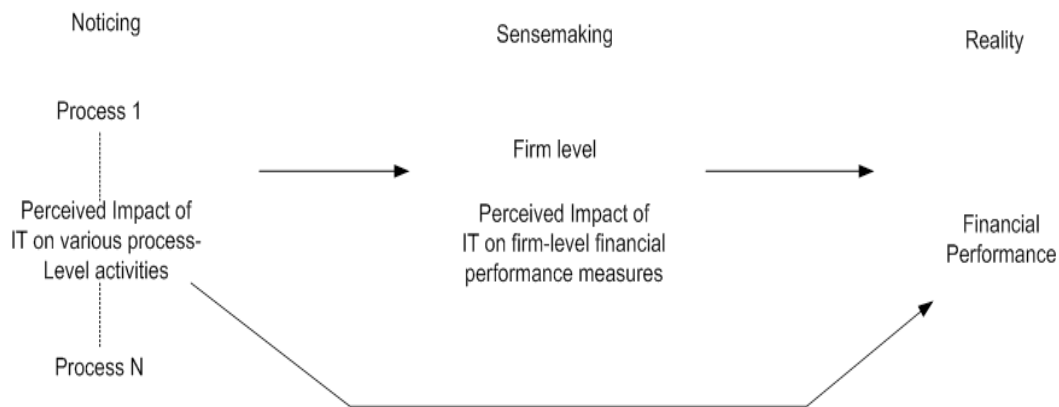 Noticing
Sensemaking
Reality
Process 1
Firm level
Perceived Impact of
IT on various process-
Level activities
Perceived Impact of
IT on firm-level financial
performance measures
Financial
Performance
Process N